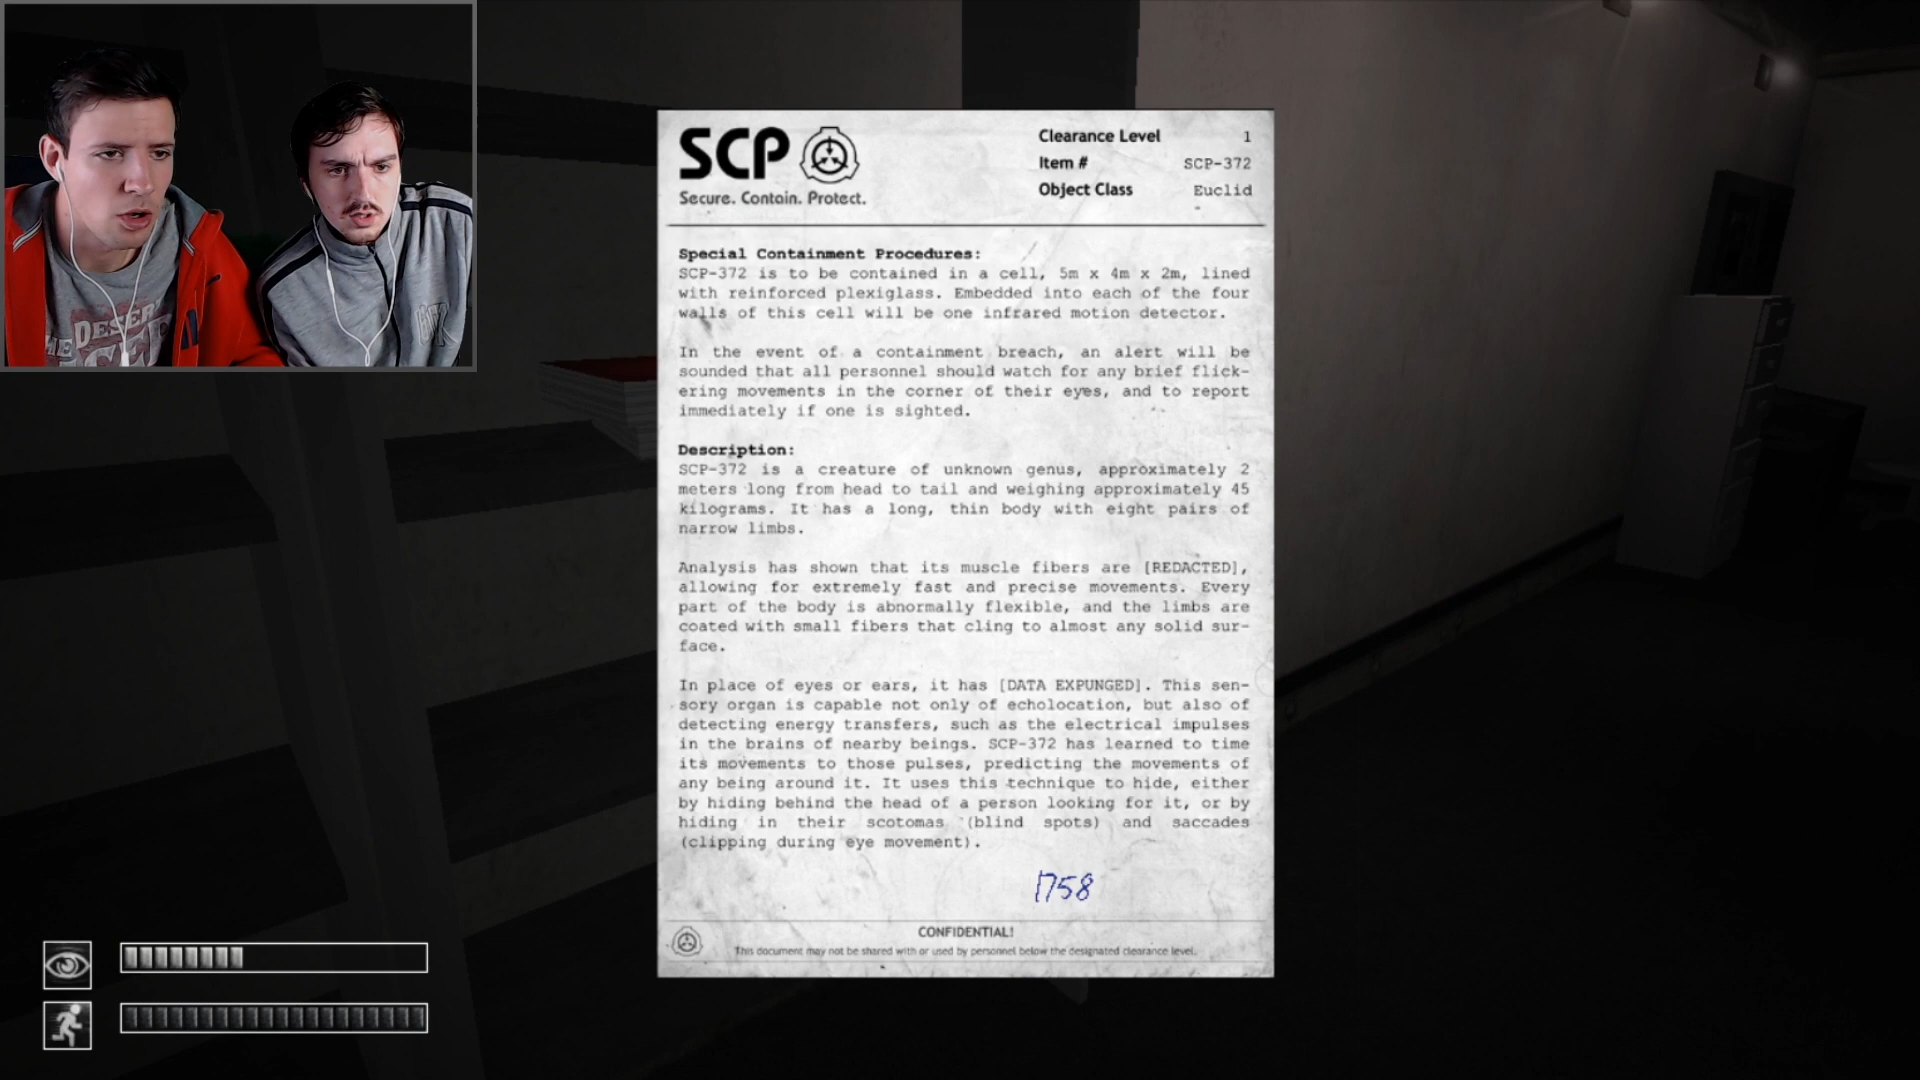 SCP
Secure. Contain. Protect.
Clearance Level 1
Item # SCP-372
Object Class Euclid
Special Containment Procedures:
SCP-372 is to be contained in a cell, 5m x 4m x 2m, lined
with reinforced plexiglass. Embedded into each of the four
walls of this cell will be one infrared motion detector.
In the event of a containment breach, an alert will be
sounded that all personnel should watch for any brief flick-
ering movements in the corner of their eyes, and to report
immediately if one is sighted.
Description:
SCP-372 is a creature of unknown genus, approximately 2
meters long from head to tail and weighing approximately 45
kilograms. It has a long, thin body with eight pairs of
narrow limbs.
Analysis has shown that its muscle fibers are [REDACTED],
allowing for extremely fast and precise movements. Every
part of the body is abnormally flexible, and the limbs are
coated with small fibers that cling to almost any solid sur-
face.
In place of eyes or ears, it has [DATA EXPUNGED]. This sen-
sory organ is capable not only of echolocation, but also of
detecting energy transfers, such as the electrical impulses
in the brains of nearby beings. SCP-372 has learned to time
its movements to those pulses, predicting the movements of
any being around it. It uses this technique to hide, either
by hiding behind the head of a person looking for it, or by
hiding in their scotomas (blind spots) and saccades
(clipping during eye movement).
1758
CONFIDENTIAL!
This document may not be shared with or used by personnel below the designated clearance level.
DESER